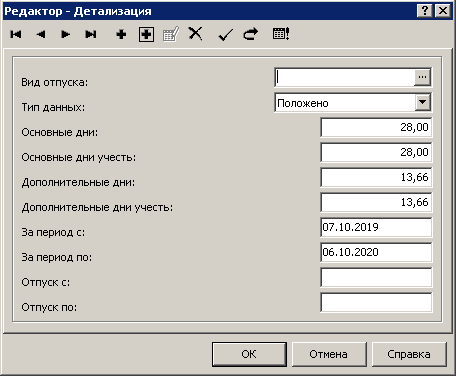 Редактор - Детализация
Вид отпуска:
Тип данных: Положено
Основные дни: 28,00
Основные дни учесть: 28,00
Дополнительные дни: 13,66
Дополнительные дни учесть: 13,66
За период с: 07.10.2019
За период по: 06.10.2020
Отпуск с:
Отпуск по:
OK Отмена Справка